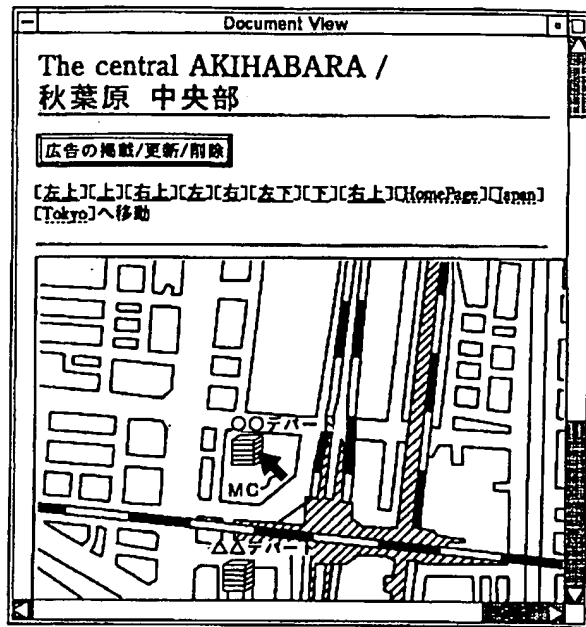 Document View
The central AKIHABARA /
秋葉原 中央部
広告の掲載/更新/削除
[左上][上][右上][左][右][左下][下][右上][HomePage][Japan]
[Tokyo]へ移動
○○デパー
MC
△△デパート